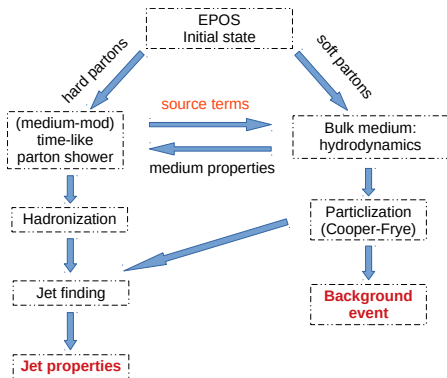 EPOS
Initial state
hard partons
soft partons
source terms
(medium-mod)
time-like
parton shower
Bulk medium:
hydrodynamics
medium properties
Hadronization
Particlization
(Cooper-Frye)
Jet finding
Background
event
Jet properties